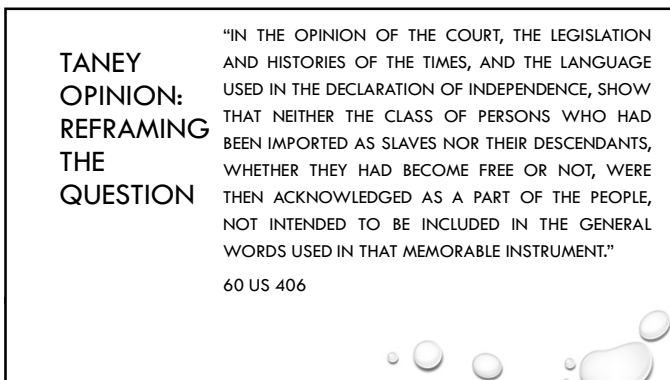 TANEY
OPINION:
REFRAMING
THE
QUESTION
“IN THE OPINION OF THE COURT, THE LEGISLATION
AND HISTORIES OF THE TIMES, AND THE LANGUAGE
USED IN THE DECLARATION OF INDEPENDENCE, SHOW
THAT NEITHER THE CLASS OF PERSONS WHO HAD
BEEN IMPORTED AS SLAVES NOR THEIR DESCENDANTS,
WHETHER THEY HAD BECOME FREE OR NOT, WERE
THEN ACKNOWLEDGED AS A PART OF THE PEOPLE,
NOT INTENDED TO BE INCLUDED IN THE GENERAL
WORDS USED IN THAT MEMORABLE INSTRUMENT.”
60 US 406